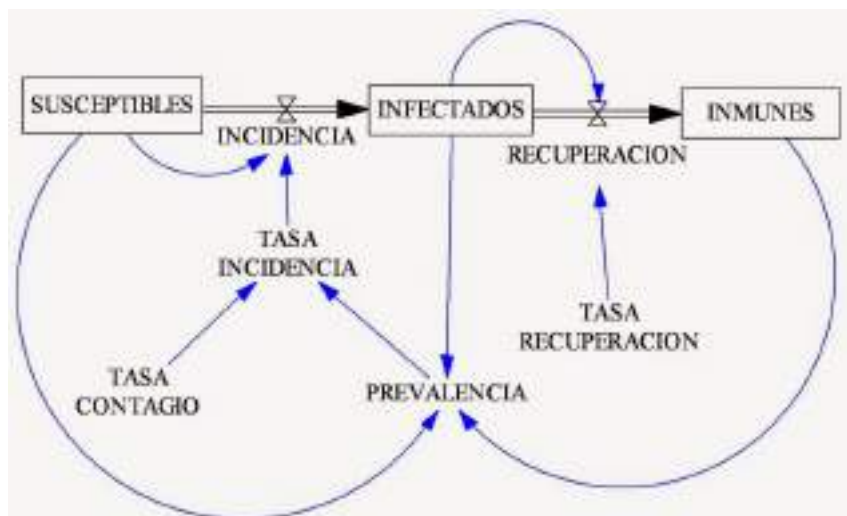 SUSCEPTIBLES
INFECTADOS
INMUNES
INCIDENCIA
RECUPERACION
TASA
INCIDENCIA
TASA
RECUPERACION
TASA
CONTAGIO
PREVALENCIA